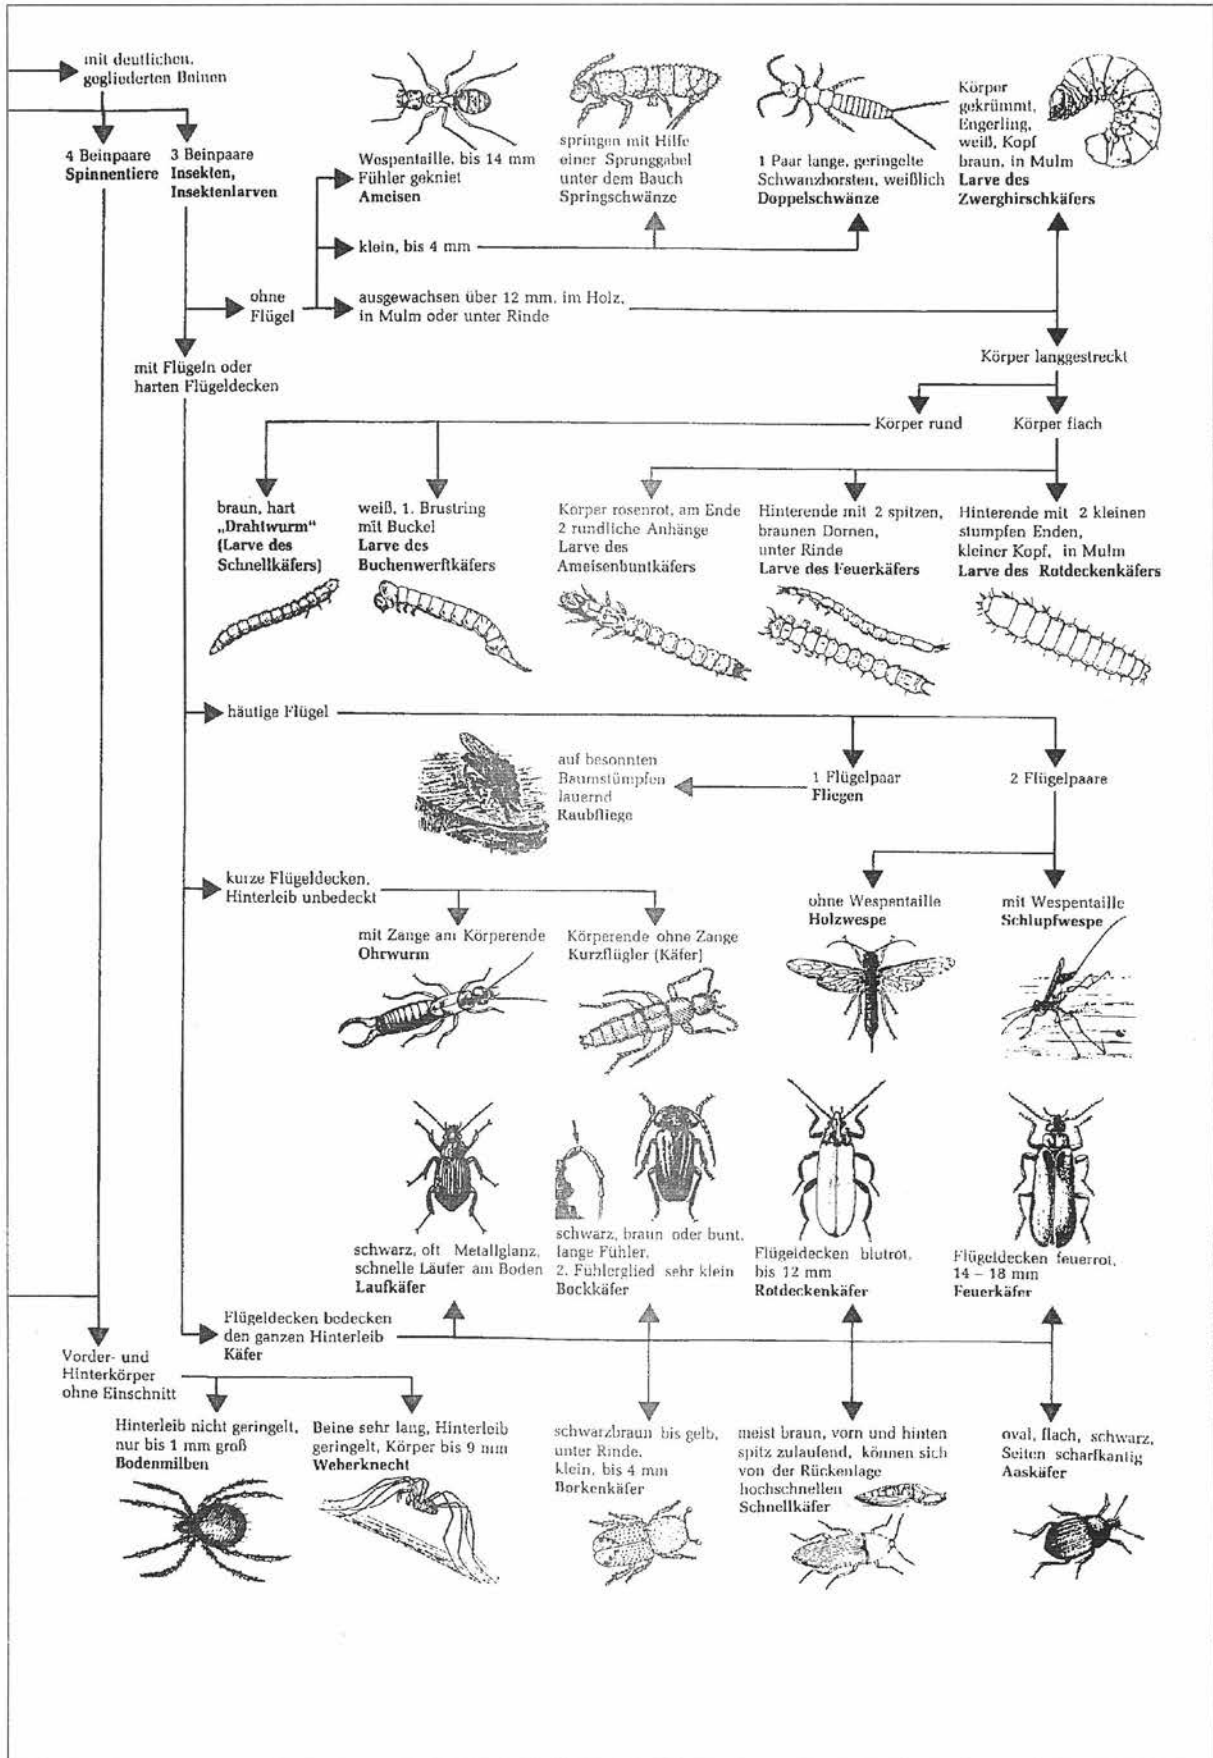 mit deutlichen,
gegliederten Beinen
4 Beinpaare
Spinnentiere
3 Beinpaare
Insekten,
Insektenlarven
Wespentaille, bis 14 mm
Fühler gekniet
Ameisen
springen mit Hilfe
einer Sprunggabel
unter dem Bauch
Springschwänze
1 Paar lange, geringelte
Schwanzborsten, weißlich
Doppelschwänze
Körper
gekrümmt,
Engerling,
weiß, Kopf
braun, in Mulm
Larve des
Zwerghirschkäfers
klein, bis 4 mm
ohne
Flügel
ausgewachsen über 12 mm, im Holz,
in Mulm oder unter Rinde
mit Flügeln oder
harten Flügeldecken
Körper langgestreckt
Körper rund
Körper flach
braun, hart
„Drahtwurm“
(Larve des
Schnellkäfers)
weiß, 1. Brustring
mit Buckel
Larve des
Buchenwerftkäfers
Körper rosenrot, am Ende
2 rundliche Anhänge
Larve des
Ameisenbuntkäfers
Hinterende mit 2 spitzen,
braunen Dornen,
unter Rinde
Larve des Feuerkäfers
Hinterende mit 2 kleinen
stumpfen Enden,
kleiner Kopf, in Mulm
Larve des Rotdeckenkäfers
häutige Flügel
auf besonnten
Baumstümpfen
lauernd
Raubfliege
1 Flügelpaar
Fliegen
2 Flügelpaare
kurze Flügeldecken,
Hinterleib unbedeckt
mit Zange am Körperende
Ohrwurm
Körperende ohne Zange
Kurzflügler (Käfer)
ohne Wespentaille
Holzwespe
mit Wespentaille
Schlupfwespe
schwarz, oft Metallglanz,
schnelle Läufer am Boden
Laufkäfer
schwarz, braun oder bunt,
lange Fühler,
2. Fühlerglied sehr klein
Bockkäfer
Flügeldecken blutrot,
bis 12 mm
Rotdeckenkäfer
Flügeldecken feuerrot,
14 – 18 mm
Feuerkäfer
Flügeldecken bedecken
den ganzen Hinterleib
Käfer
Vorder- und
Hinterkörper
ohne Einschnitt
Hinterleib nicht geringelt,
nur bis 1 mm groß
Bodenmilben
Beine sehr lang, Hinterleib
geringelt, Körper bis 9 mm
Weberknecht
schwarzbraun bis gelb,
unter Rinde,
klein, bis 4 mm
Borkenkäfer
meist braun, vorn und hinten
spitz zulaufend, können sich
von der Rückenlage
hochschnellen
Schnellkäfer
oval, flach, schwarz,
Seiten scharfkantig
Aaskäfer